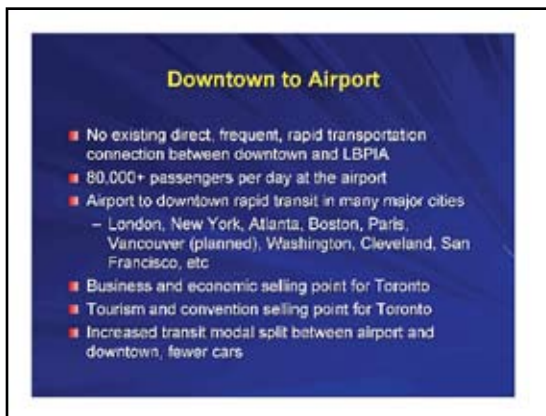 Downtown to Airport
No existing direct, frequent, rapid transportation
connection between downtown and LBPIA
80,000+ passengers per day at the airport
Airport to downtown rapid transit in many major cities
– London, New York, Atlanta, Boston, Paris,
Vancouver (planned), Washington, Cleveland, San
Francisco, etc
Business and economic selling point for Toronto
Tourism and convention selling point for Toronto
Increased transit modal split between airport and
downtown, fewer cars